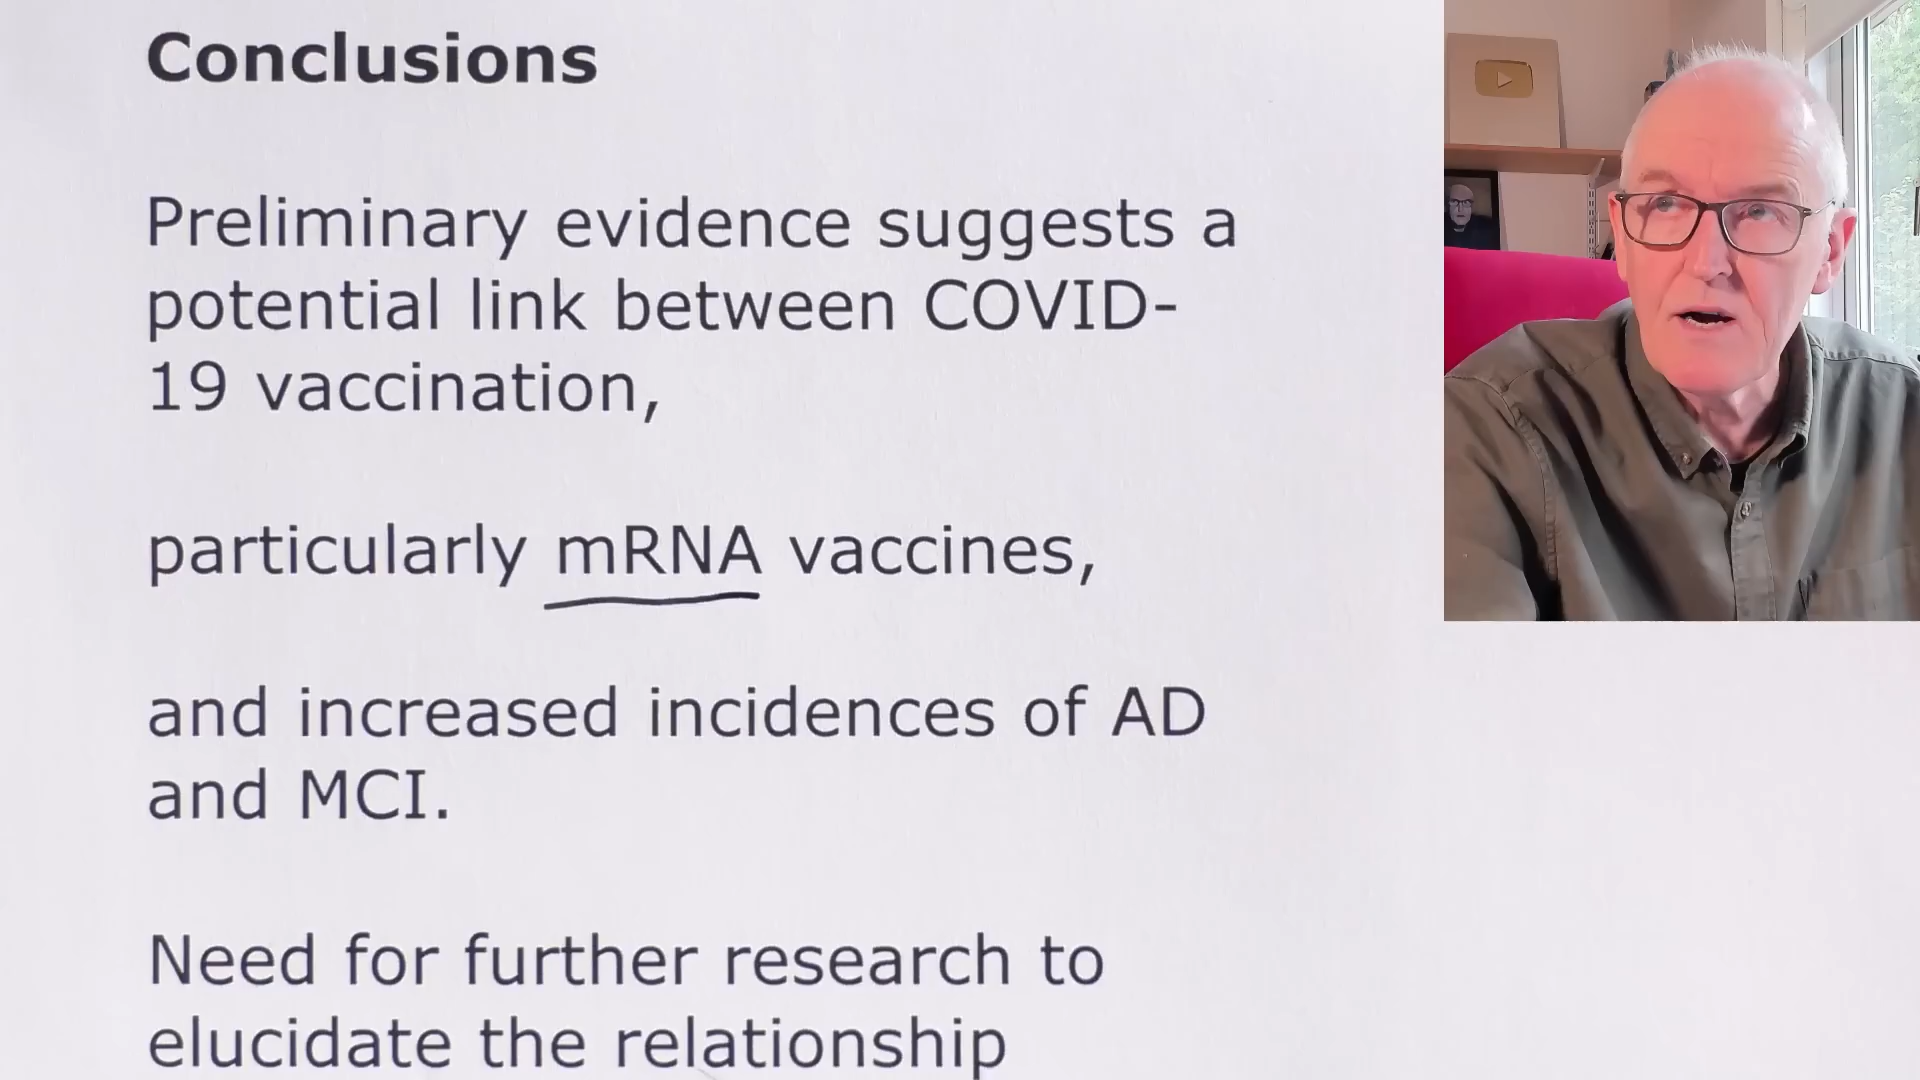 Conclusions
Preliminary evidence suggests a
potential link between COVID-
19 vaccination,
particularly mRNA vaccines,
and increased incidences of AD
and MCI.
Need for further research to
elucidate the relationship